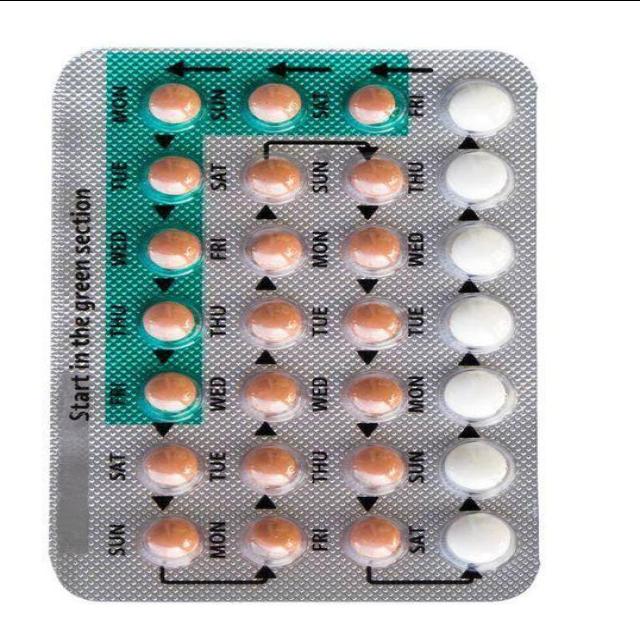 Start in the green section
SUN SAT FRI THU WED TUE MON
MON TUE WED THU FRI SAT SUN
FRI THU WED TUE MON SUN SAT
SAT SUN MON TUE WED THU FRI